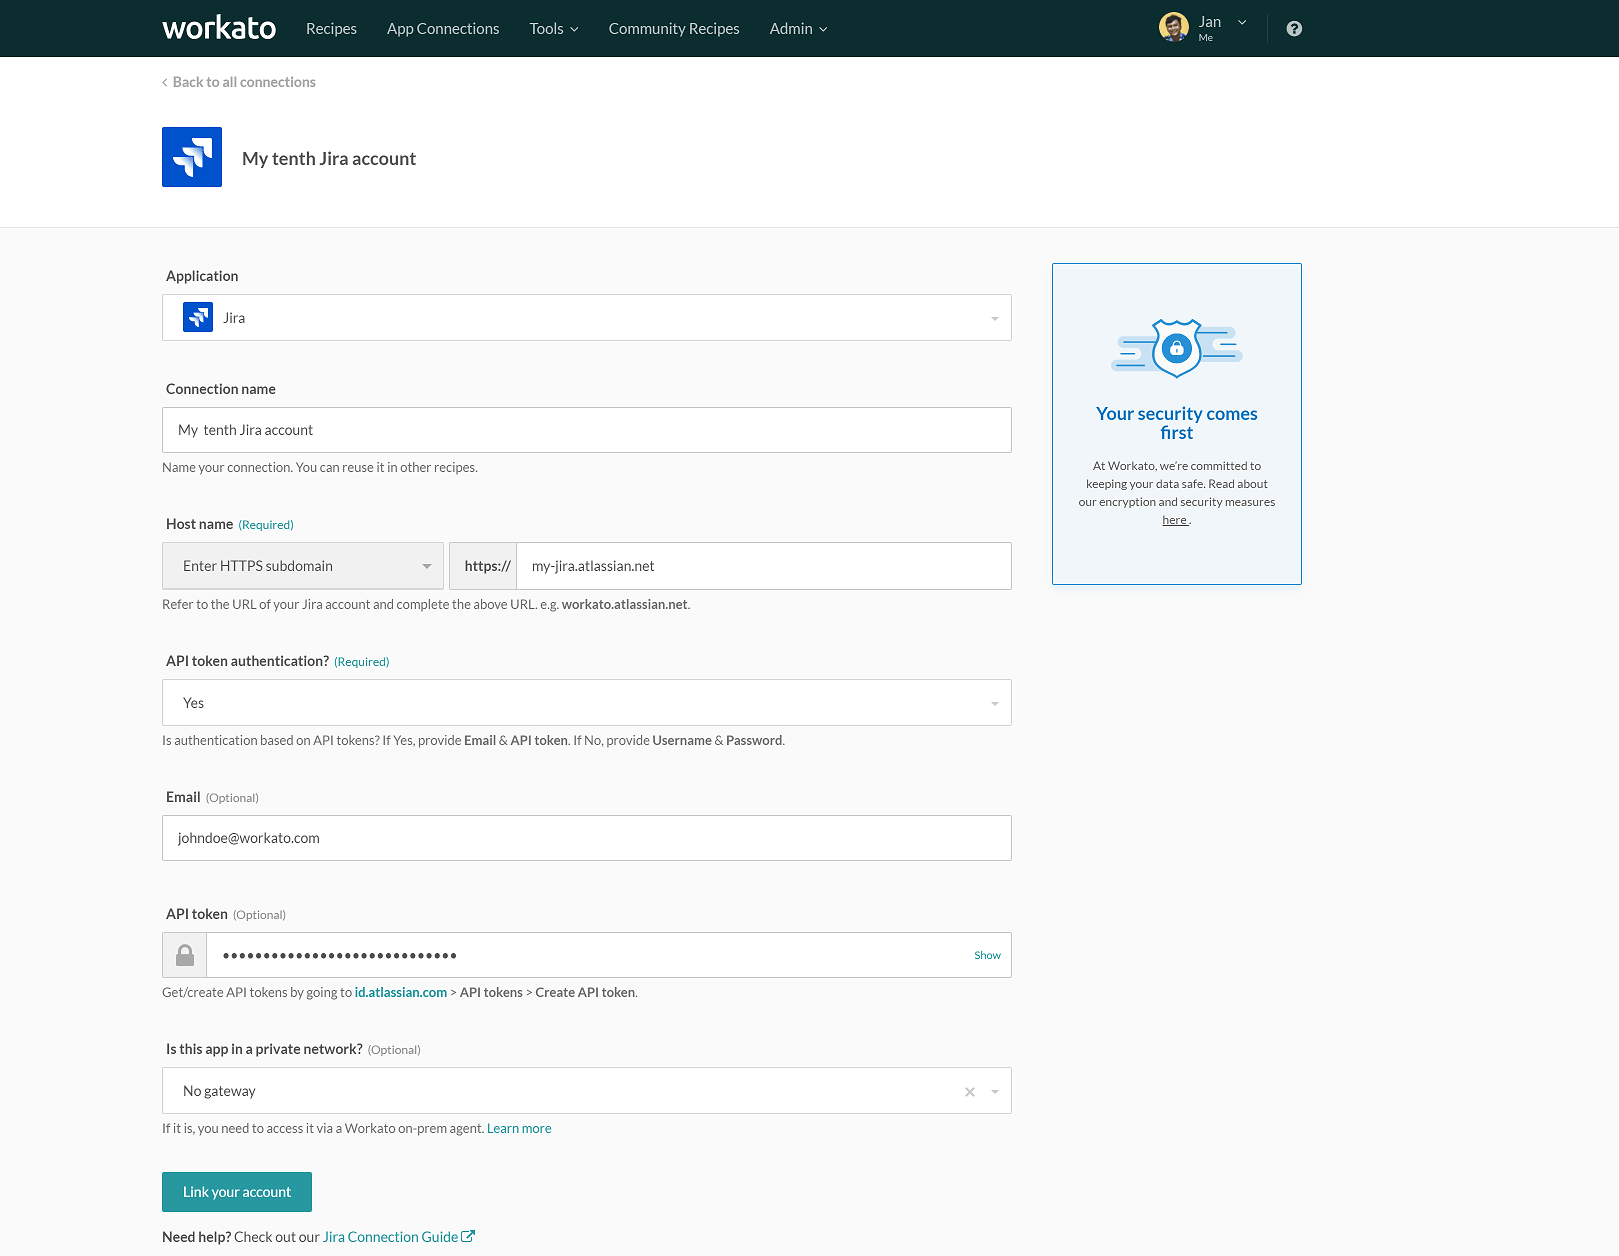 workato Recipes App Connections Tools Community Recipes Admin Jan
Me
Back to all connections
My tenth Jira account
Application
Jira
Connection name
My  tenth Jira account
Name your connection. You can reuse it in other recipes.
Host name (Required)
Enter HTTPS subdomain https:// my-jira.atlassian.net
Refer to the URL of your Jira account and complete the above URL. e.g. workato.atlassian.net.
API token authentication? (Required)
Yes
Is authentication based on API tokens? If Yes, provide Email & API token. If No, provide Username & Password.
Email (Optional)
johndoe@workato.com
API token (Optional)
•••••••••••••••••••••••••••••• Show
Get/create API tokens by going to id.atlassian.com > API tokens > Create API token.
Is this app in a private network? (Optional)
No gateway
If it is, you need to access it via a Workato on-prem agent. Learn more
Link your account
Need help? Check out our Jira Connection Guide
Your security comes
first
At Workato, we're committed to
keeping your data safe. Read about
our encryption and security measures
here .